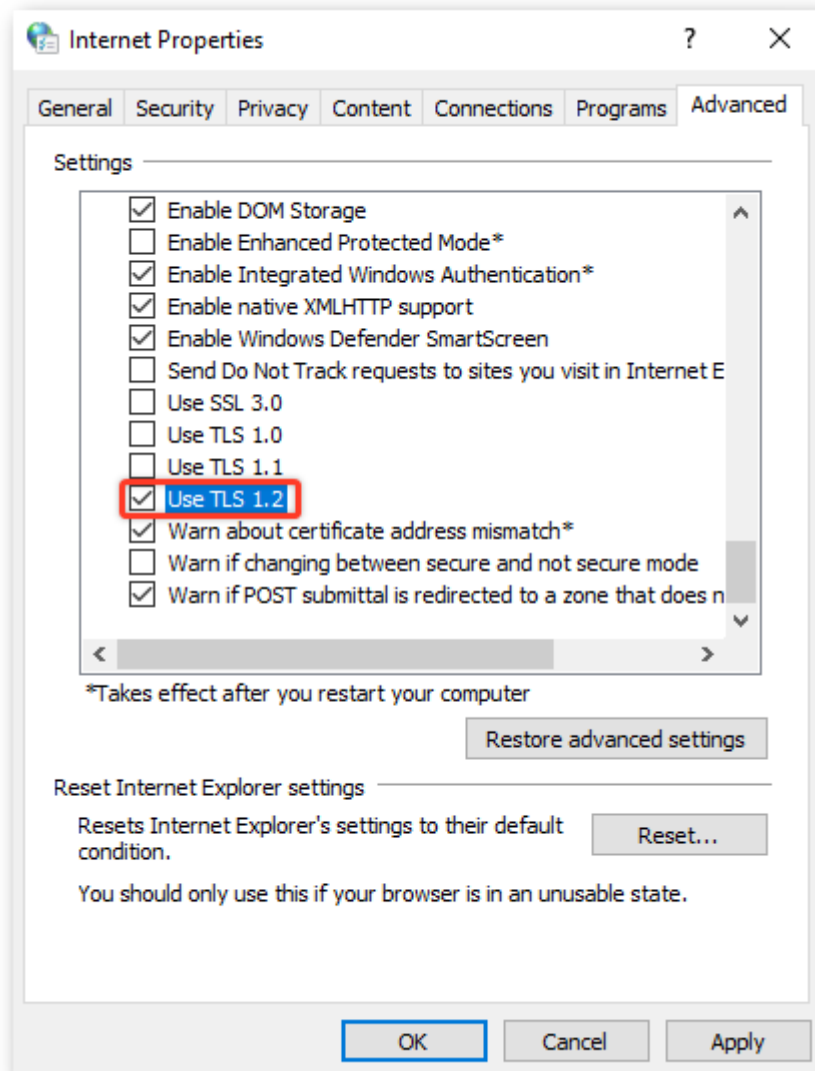 Internet Properties
?
General Security Privacy Content Connections Programs Advanced
Settings
Enable DOM Storage
Enable Enhanced Protected Mode*
Enable Integrated Windows Authentication*
Enable native XMLHTTP support
Enable Windows Defender SmartScreen
Send Do Not Track requests to sites you visit in Internet E
Use SSL 3.0
Use TLS 1.0
Use TLS 1.1
Use TLS 1.2
Warn about certificate address mismatch*
Warn if changing between secure and not secure mode
Warn if POST submittal is redirected to a zone that does n
*Takes effect after you restart your computer
Restore advanced settings
Reset Internet Explorer settings
Resets Internet Explorer's settings to their default
condition.
Reset...
You should only use this if your browser is in an unusable state.
OK Cancel Apply